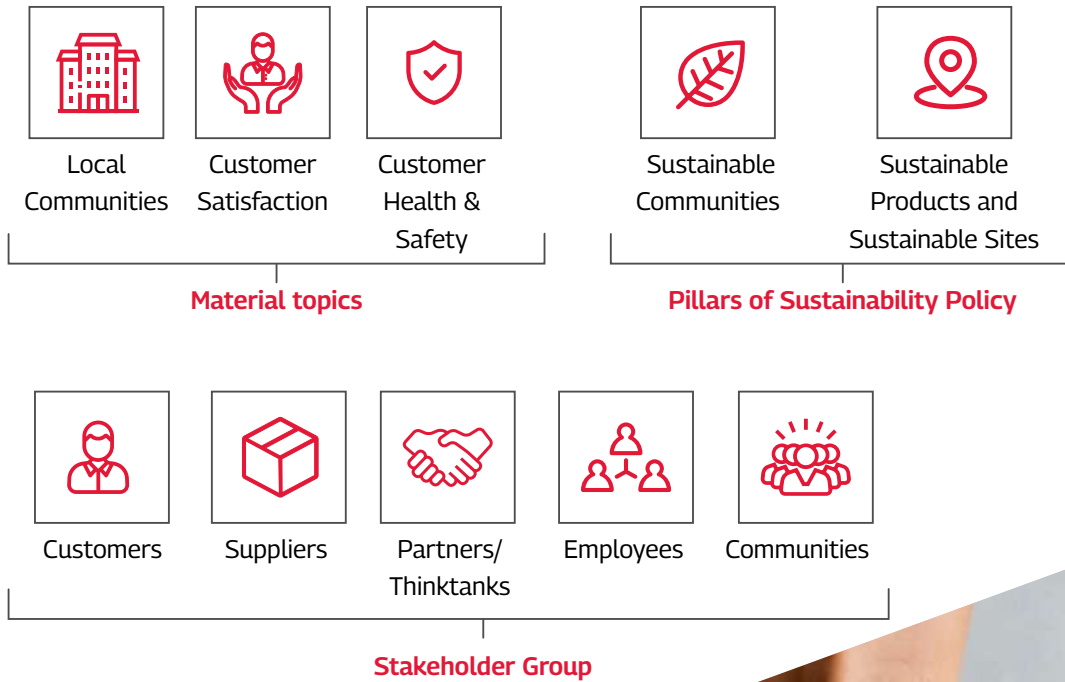 Local
Communities
Customer
Satisfaction
Customer
Health &
Safety
Material topics
Sustainable
Communities
Sustainable
Products and
Sustainable Sites
Pillars of Sustainability Policy
Customers
Suppliers
Partners/
Thinktanks
Employees
Communities
Stakeholder Group